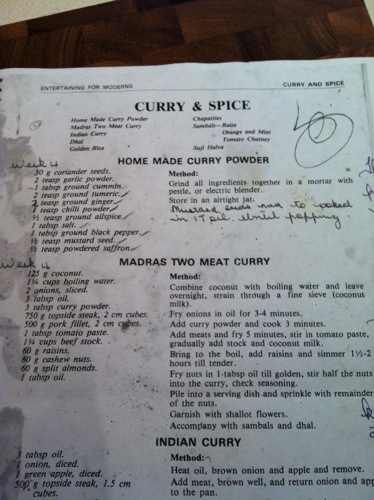 ENTERTAINING FOR MODERNS
CURRY AND SPICE
CURRY & SPICE
Home Made Curry Powder
Madras Two Meat Curry
Indian Curry
Dhal
Golden Rice
Chapatties
Sambals—Raita
Orange and Mint
Tomato Chutney
Suji Halva
Week 4
HOME MADE CURRY POWDER
30 g coriander seeds.
2 teasp garlic powder.
1 tabsp ground cummin.
2 teasp ground tumeric.
2 teasp ground ginger.
1 teasp chilli powder.
½ teasp ground allspice.
1 tabsp salt.
1 tabsp ground black pepper.
½ teasp mustard seed.
½ teasp powdered saffron.
Method:
Grind all ingredients together in a mortar with
pestle, or electric blender.
Store in an airtight jar.
Mustard seeds need to cooked
in 1T oil. Until popping.
Week 4
MADRAS TWO MEAT CURRY
125 g coconut.
1¼ cups boiling water.
2 onions, sliced.
3 tabsp oil.
3 tabsp curry powder.
750 g topside steak, 2 cm cubes.
500 g pork fillet, 2 cm cubes.
1 tabsp tomato paste.
1¼ cups beef stock.
60 g raisins.
80 g cashew nuts.
60 g split almonds.
1 tabsp oil.
Method:
Combine coconut with boiling water and leave
overnight, strain through a fine sieve (coconut
milk).
Fry onions in oil for 3-4 minutes.
Add curry powder and cook 3 minutes.
Add meats and fry 5 minutes, stir in tomato paste,
gradually add stock and coconut milk.
Bring to the boil, add raisins and simmer 1½-2
hours till tender.
Fry nuts in 1-tabsp oil till golden, stir half the nuts
into the curry, check seasoning.
Pile into a serving dish and sprinkle with remainder
of the nuts.
Garnish with shallot flowers.
Accompany with sambals and dhal.
INDIAN CURRY
3 tabsp oil.
1 onion, diced.
1 green apple, diced.
500 g topside steak, 1.5 cm
cubes.
Method:
Heat oil, brown onion and apple and remove.
Add meat, brown well, and return onion and app
to the pan.